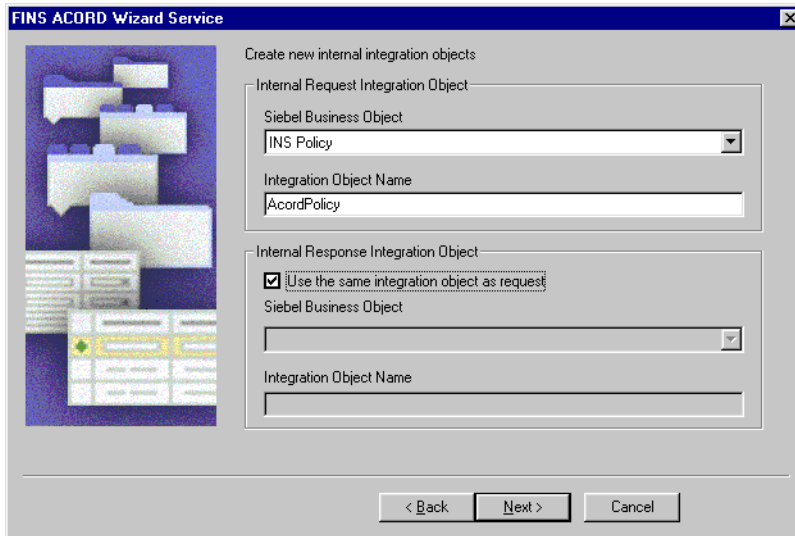 FINS ACORD Wizard Service
Create new internal integration objects
Internal Request Integration Object
Siebel Business Object
INS Policy
Integration Object Name
AcordPolicy
Internal Response Integration Object
Use the same integration object as request
Siebel Business Object
Integration Object Name
< Back Next > Cancel